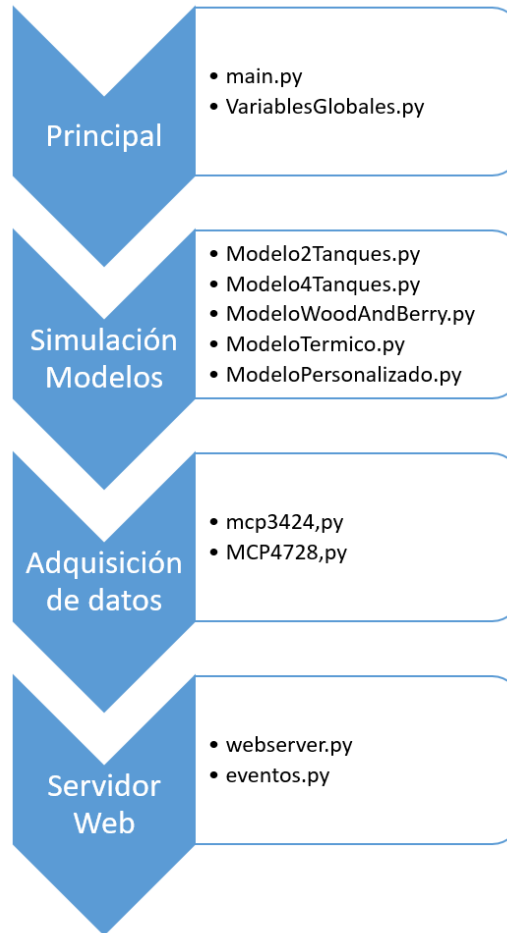 Principal
• main.py
• VariablesGlobales.py
Simulación
Modelos
• Modelo2Tanques.py
• Modelo4Tanques.py
• ModeloWoodAndBerry.py
• ModeloTermico.py
• ModeloPersonalizado.py
Adquisición
de datos
• mcp3424,py
• MCP4728,py
Servidor
Web
• webserver.py
• eventos.py